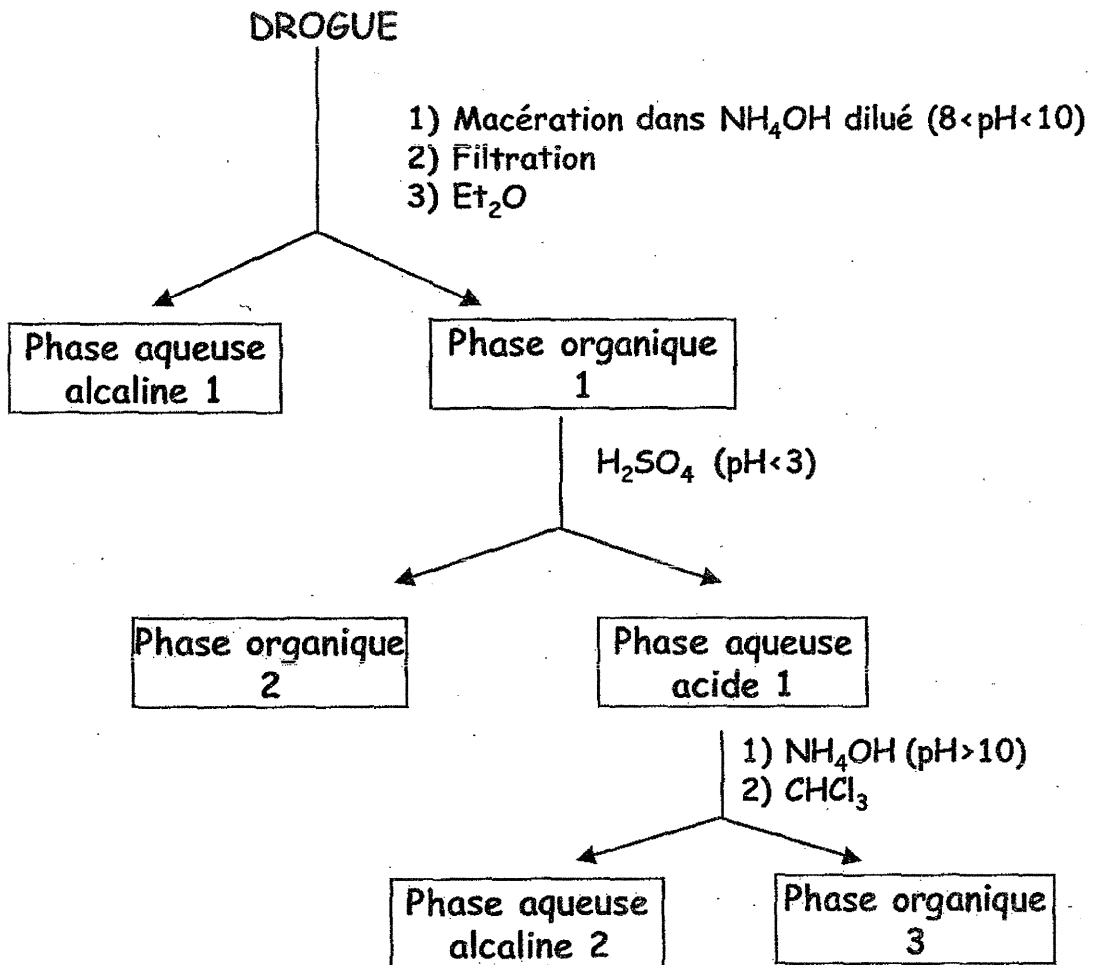 DROGUE
1) Macération dans NH₄OH dilué (8<pH<10)
2) Filtration
3) Et₂O
Phase aqueuse
alcaline 1
Phase organique
1
H₂SO₄ (pH<3)
Phase organique
2
Phase aqueuse
acide 1
1) NH₄OH (pH>10)
2) CHCl₃
Phase aqueuse
alcaline 2
Phase organique
3